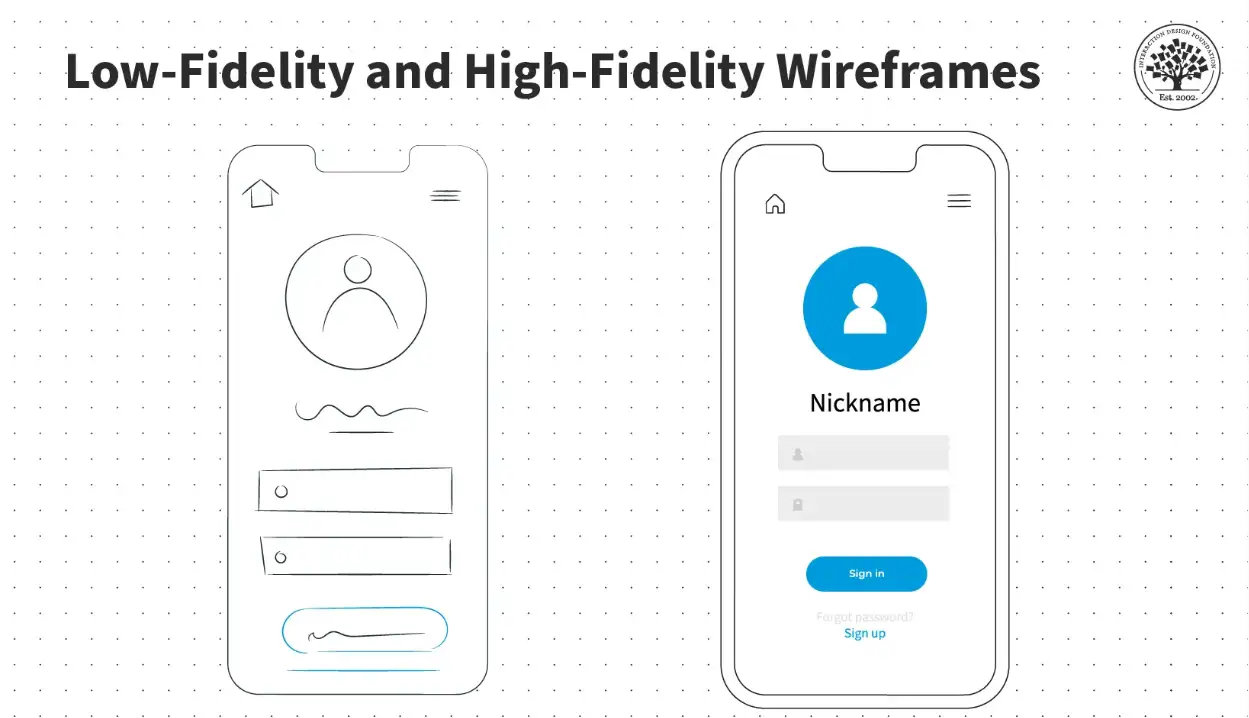 Low-Fidelity and High-Fidelity Wireframes
INTERACTION DESIGN FOUNDATION
Est. 2002.
Nickname
Sign in
Forgot password?
Sign up